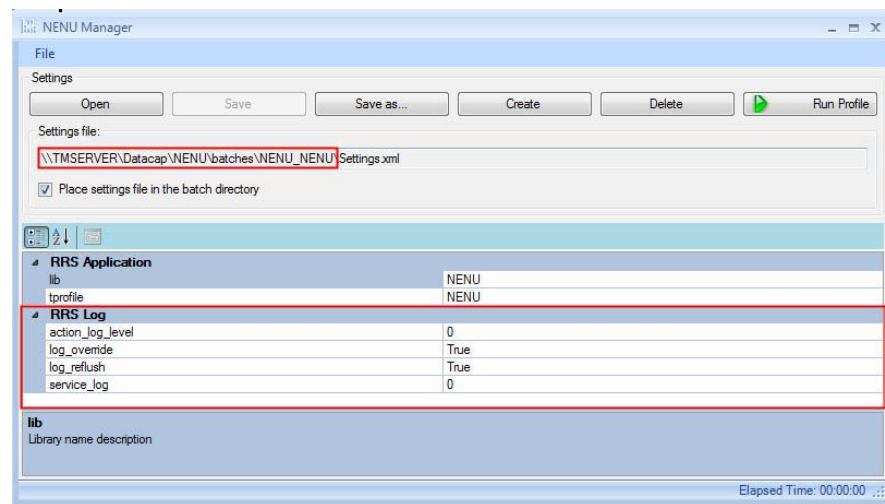 NENU Manager
File
Settings
Open Save Save as... Create Delete Run Profile
Settings file:
\\TMSERVER\Datacap\NENU\batches\NENU_NENU\Settings.xml
Place settings file in the batch directory
RRS Application
lib NENU
tprofile NENU
RRS Log
action_log_level 0
log_override True
log_reflush True
service_log 0
lib
Library name description
Elapsed Time: 00:00:00